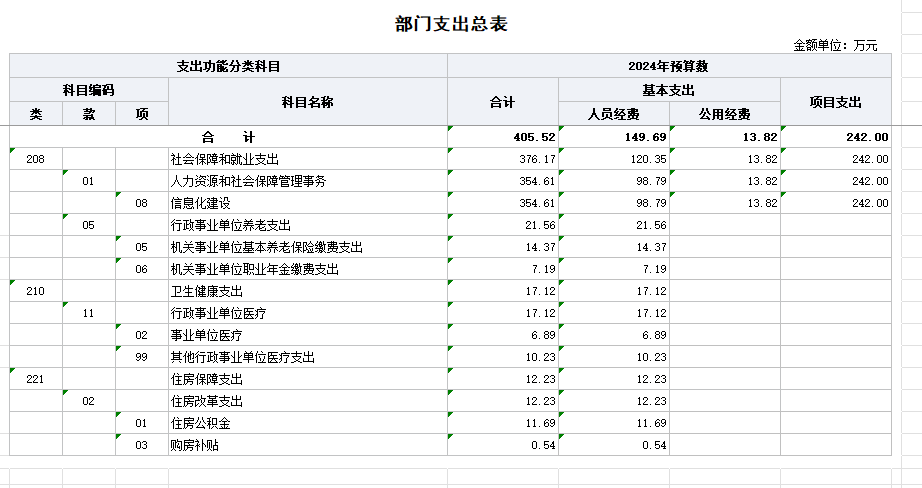 部门支出总表
金额单位：万元
支出功能分类科目 2024年预算数
科目编码 科目名称 合计 基本支出 项目支出
类 款 项 人员经费 公用经费
合 计 405.52 149.69 13.82 242.00
208 社会保障和就业支出 376.17 120.35 13.82 242.00
01 人力资源和社会保障管理事务 354.61 98.79 13.82 242.00
08 信息化建设 354.61 98.79 13.82 242.00
05 行政事业单位养老支出 21.56 21.56
05 机关事业单位基本养老保险缴费支出 14.37 14.37
06 机关事业单位职业年金缴费支出 7.19 7.19
210 卫生健康支出 17.12 17.12
11 行政事业单位医疗 17.12 17.12
02 事业单位医疗 6.89 6.89
99 其他行政事业单位医疗支出 10.23 10.23
221 住房保障支出 12.23 12.23
02 住房改革支出 12.23 12.23
01 住房公积金 11.69 11.69
03 购房补贴 0.54 0.54